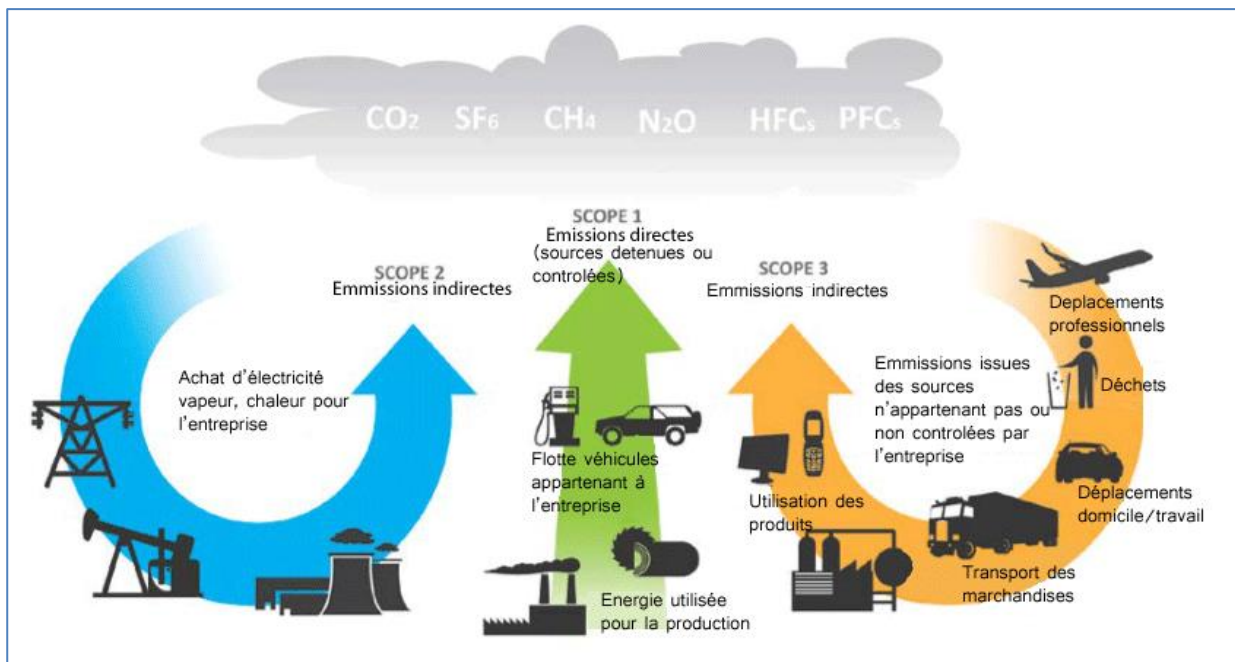 CO2 SF6 CH4 N2O HFCs PFCs
SCOPE 1
Emissions directes
(sources detenues ou
controlées)
SCOPE 2
Emmissions indirectes
SCOPE 3
Emmissions indirectes
Achat d'électricité
vapeur, chaleur pour
l'entreprise
Flotte véhicules
appartenant à
l'entreprise
Energie utilisée
pour la production
Emmissions issues
des sources
n'appartenant pas ou
non controlées par
l'entreprise
Deplacements
professionnels
Déchets
Déplacements
domicile/travail
Transport des
marchandises
Utilisation des
produits